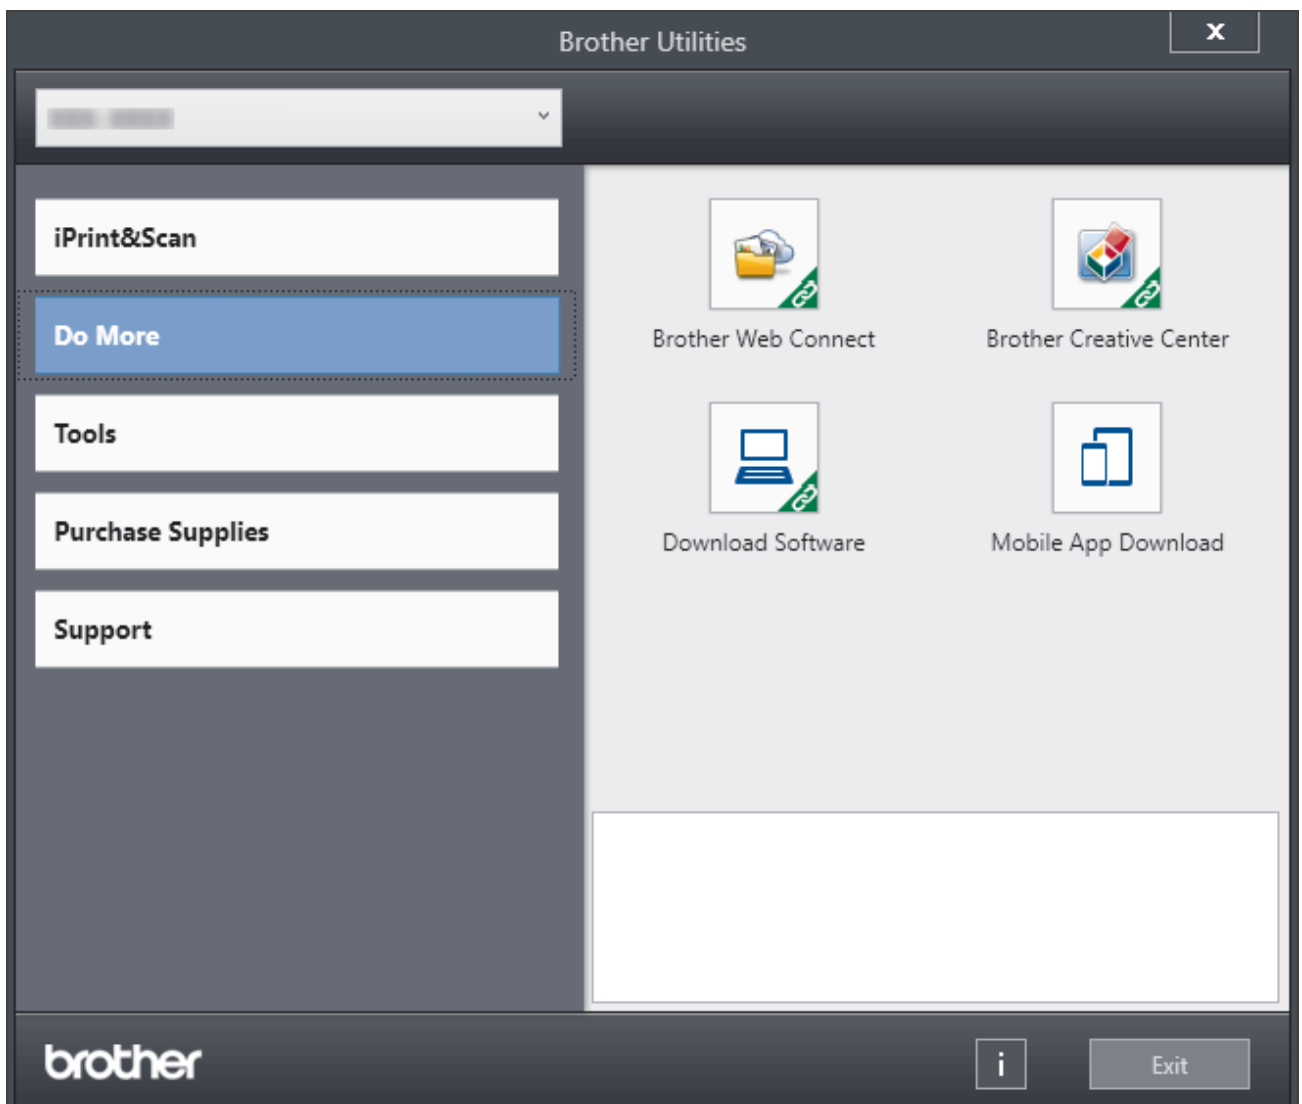 Brother Utilities
X
iPrint&Scan
Do More
Tools
Purchase Supplies
Support
Brother Web Connect
Brother Creative Center
Download Software
Mobile App Download
brother
i
Exit